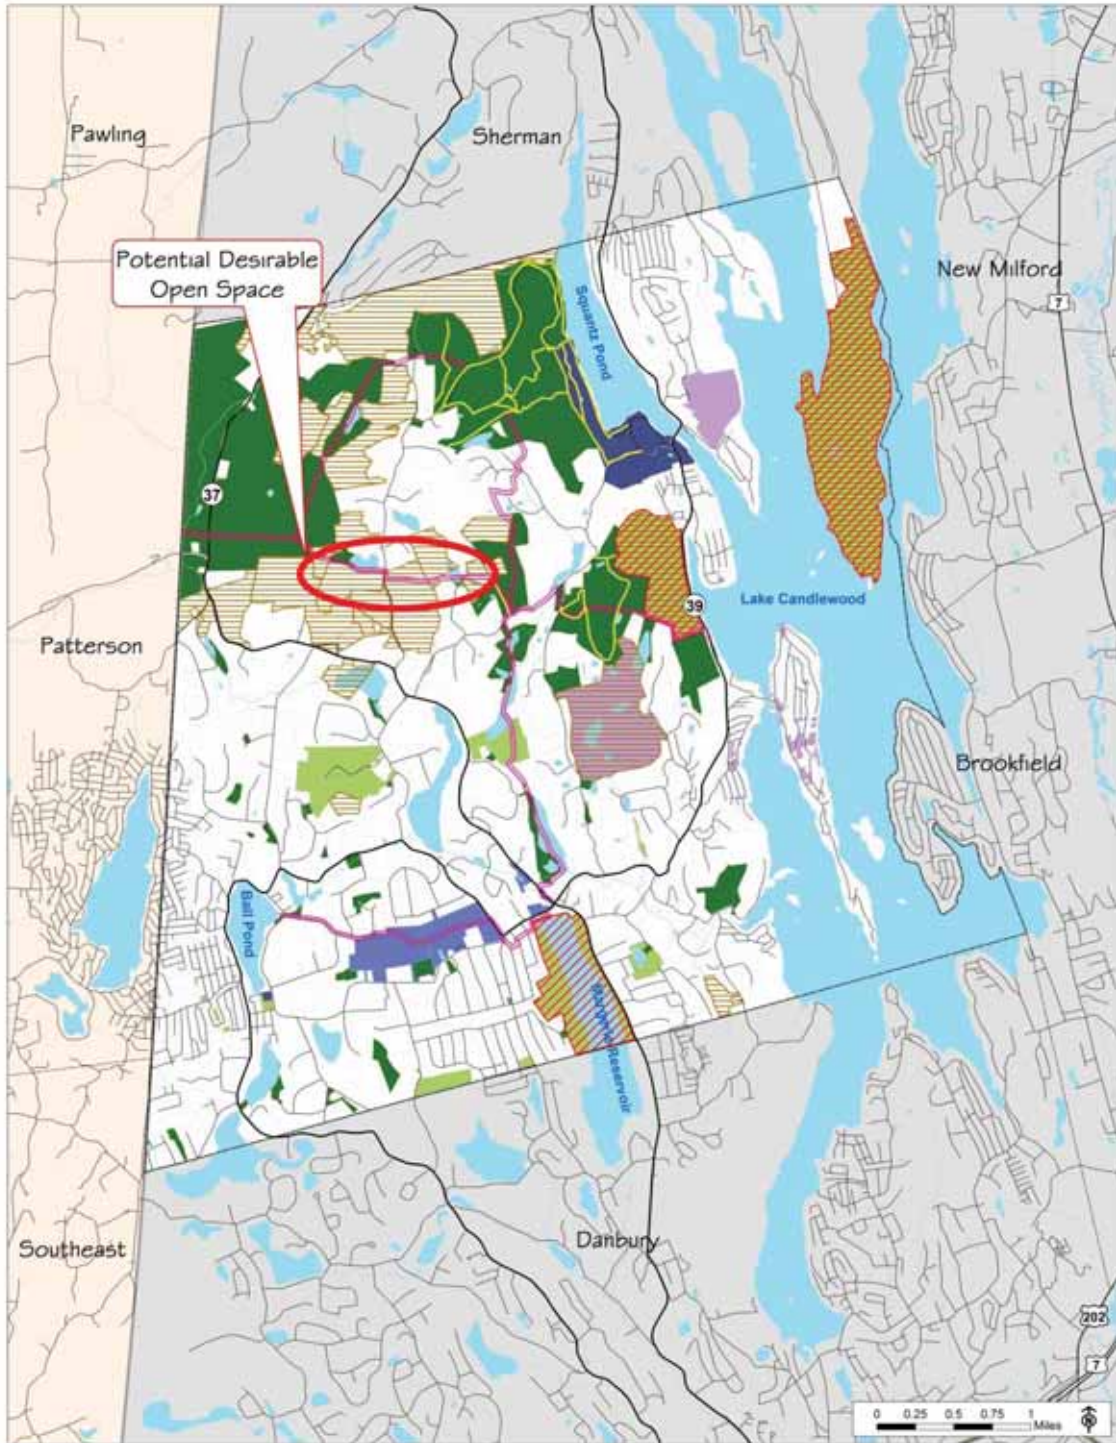 Pawling
Sherman
Potential Desirable
Open Space
New Milford
7
Squantz Pond
37
39
Lake Candlewood
Patterson
Brookfield
Ball Pond
Reservoir
Southeast
Danbury
202
7
0 0.25 0.5 0.75 1
Miles
N